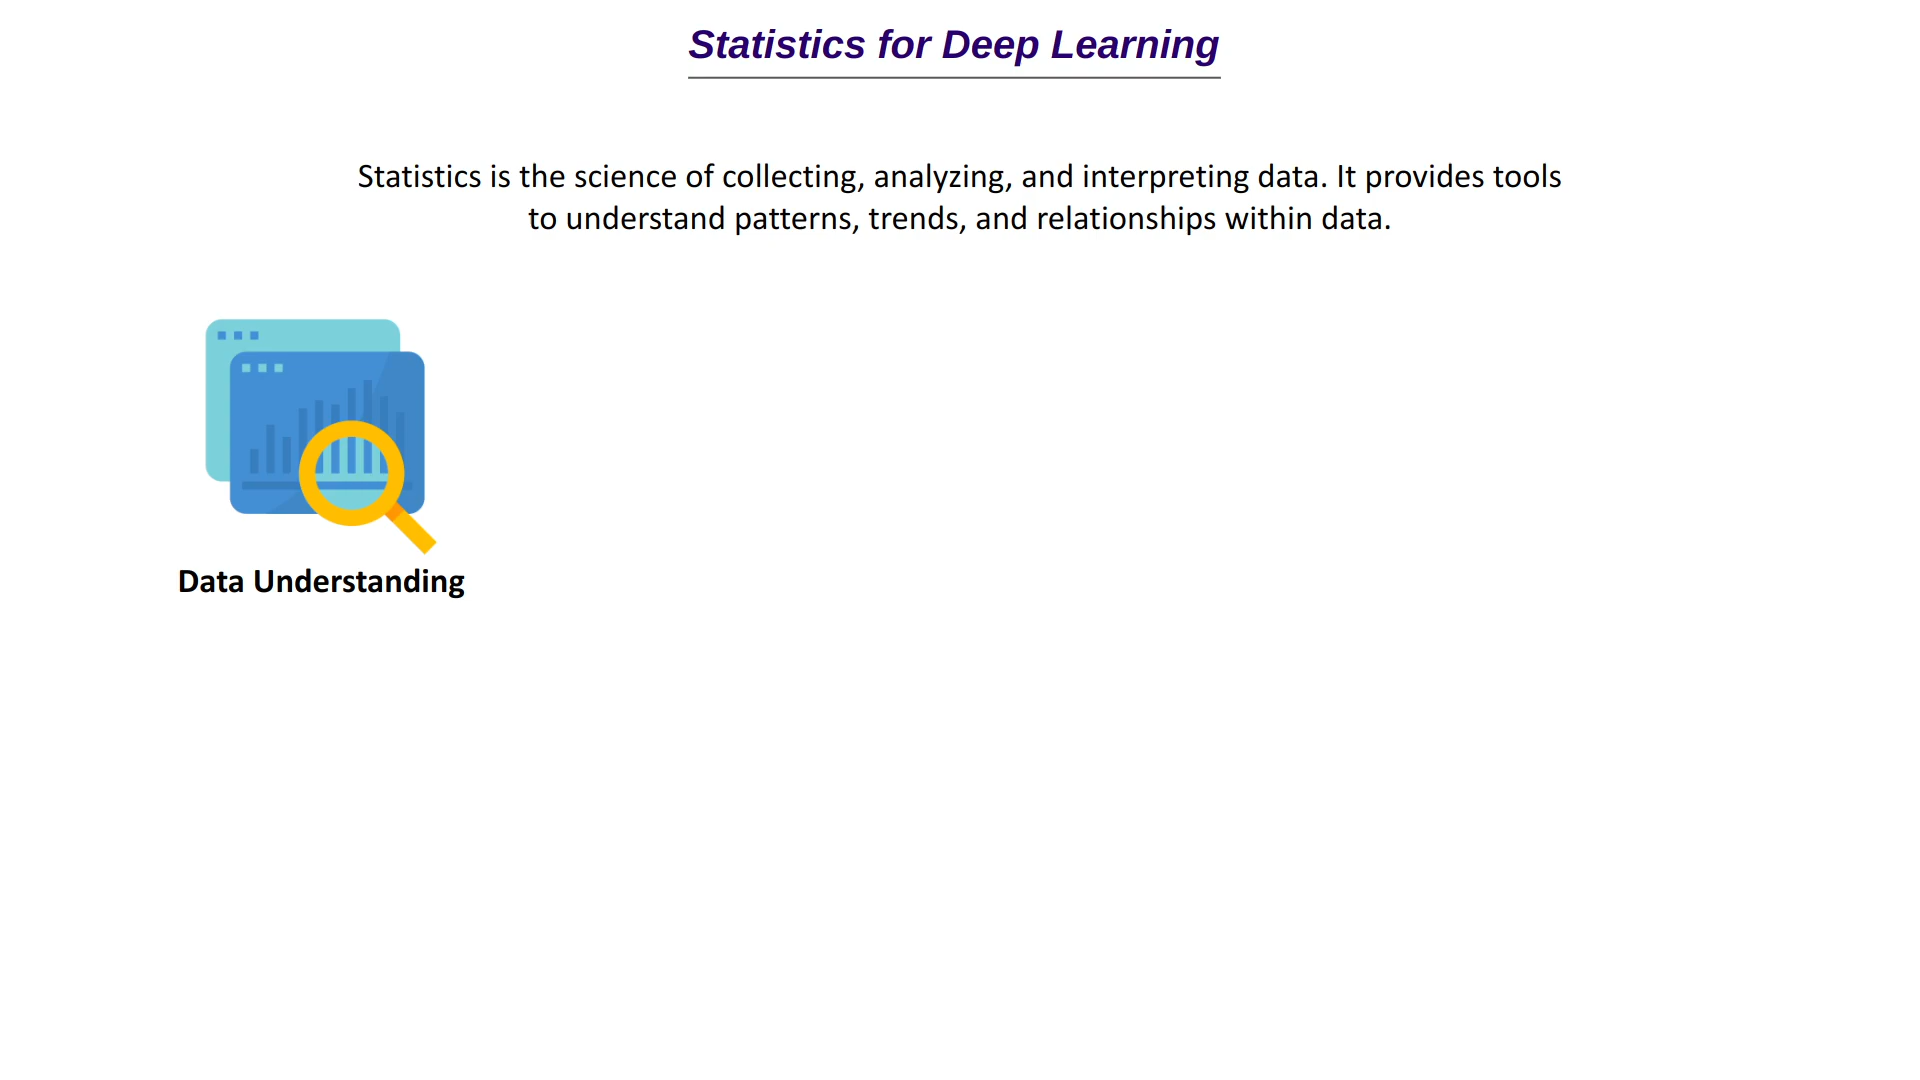 Statistics for Deep Learning
Statistics is the science of collecting, analyzing, and interpreting data. It provides tools
to understand patterns, trends, and relationships within data.
Data Understanding